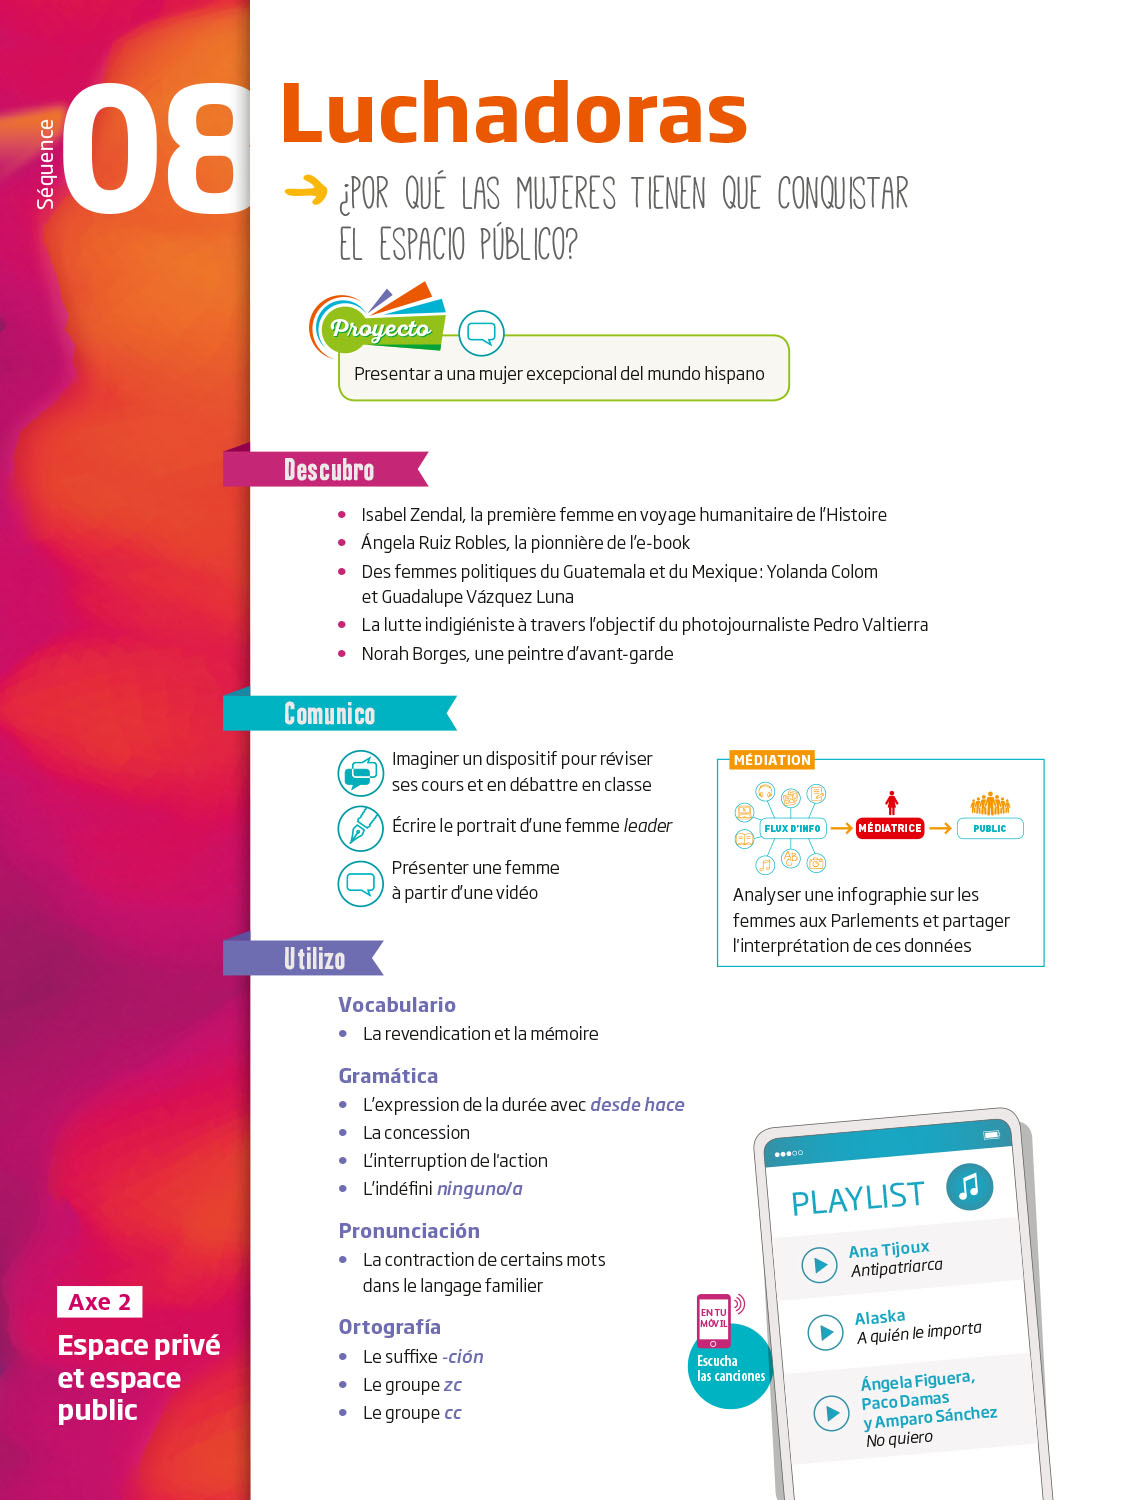 Séquence
08
Luchadoras
¿POR QUÉ LAS MUJERES TIENEN QUE CONQUISTAR
EL ESPACIO PÚBLICO?
Proyecto
Presentar a una mujer excepcional del mundo hispano
Descubro
• Isabel Zendal, la première femme en voyage humanitaire de l'Histoire
• Ángela Ruiz Robles, la pionnière de l'e-book
• Des femmes politiques du Guatemala et du Mexique : Yolanda Colom
et Guadalupe Vázquez Luna
• La lutte indigiéniste à travers l'objectif du photojournaliste Pedro Valtierra
• Norah Borges, une peintre d'avant-garde
Comunico
Imaginer un dispositif pour réviser
ses cours et en débattre en classe
Écrire le portrait d'une femme leader
Présenter une femme
à partir d'une vidéo
MÉDIATION
FLUX D'INFO
MÉDIATRICE
PUBLIC
Analyser une infographie sur les
femmes aux Parlements et partager
l'interprétation de ces données
Utilizo
Vocabulario
• La revendication et la mémoire
Gramática
• L'expression de la durée avec desde hace
• La concession
• L'interruption de l'action
• L'indéfini ninguno/a
Pronunciación
• La contraction de certains mots
dans le langage familier
Ortografía
• Le suffixe -ción
• Le groupe zc
• Le groupe cc
EN TU
MÓVIL
Escucha
las canciones
PLAYLIST
Ana Tijoux
Antipatriarca
Alaska
A quién le importa
Ángela Figuera,
Paco Damas
y Amparo Sánchez
No quiero
Axe 2
Espace privé
et espace
public